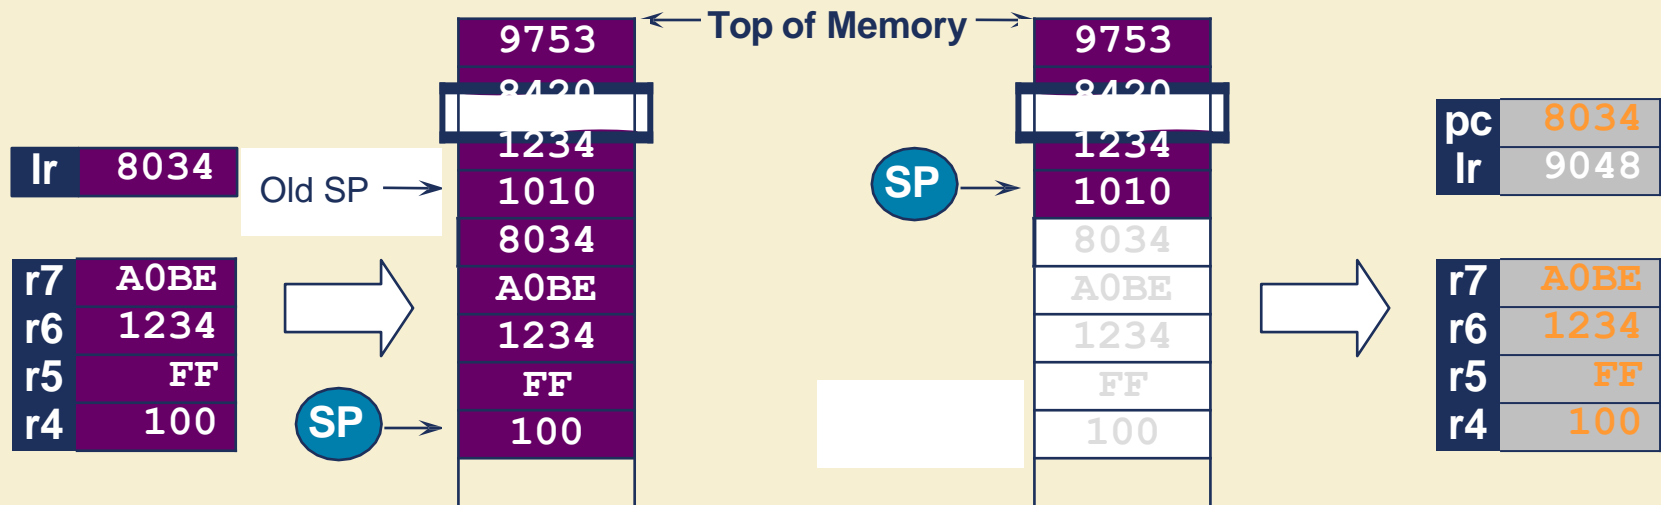 Top of Memory
lr 8034
r7 A0BE
r6 1234
r5 FF
r4 100
Old SP
SP
9753
8420
1234
1010
8034
A0BE
1234
FF
100
SP
9753
8420
1234
1010
8034
A0BE
1234
FF
100
pc 8034
lr 9048
r7 A0BE
r6 1234
r5 FF
r4 100